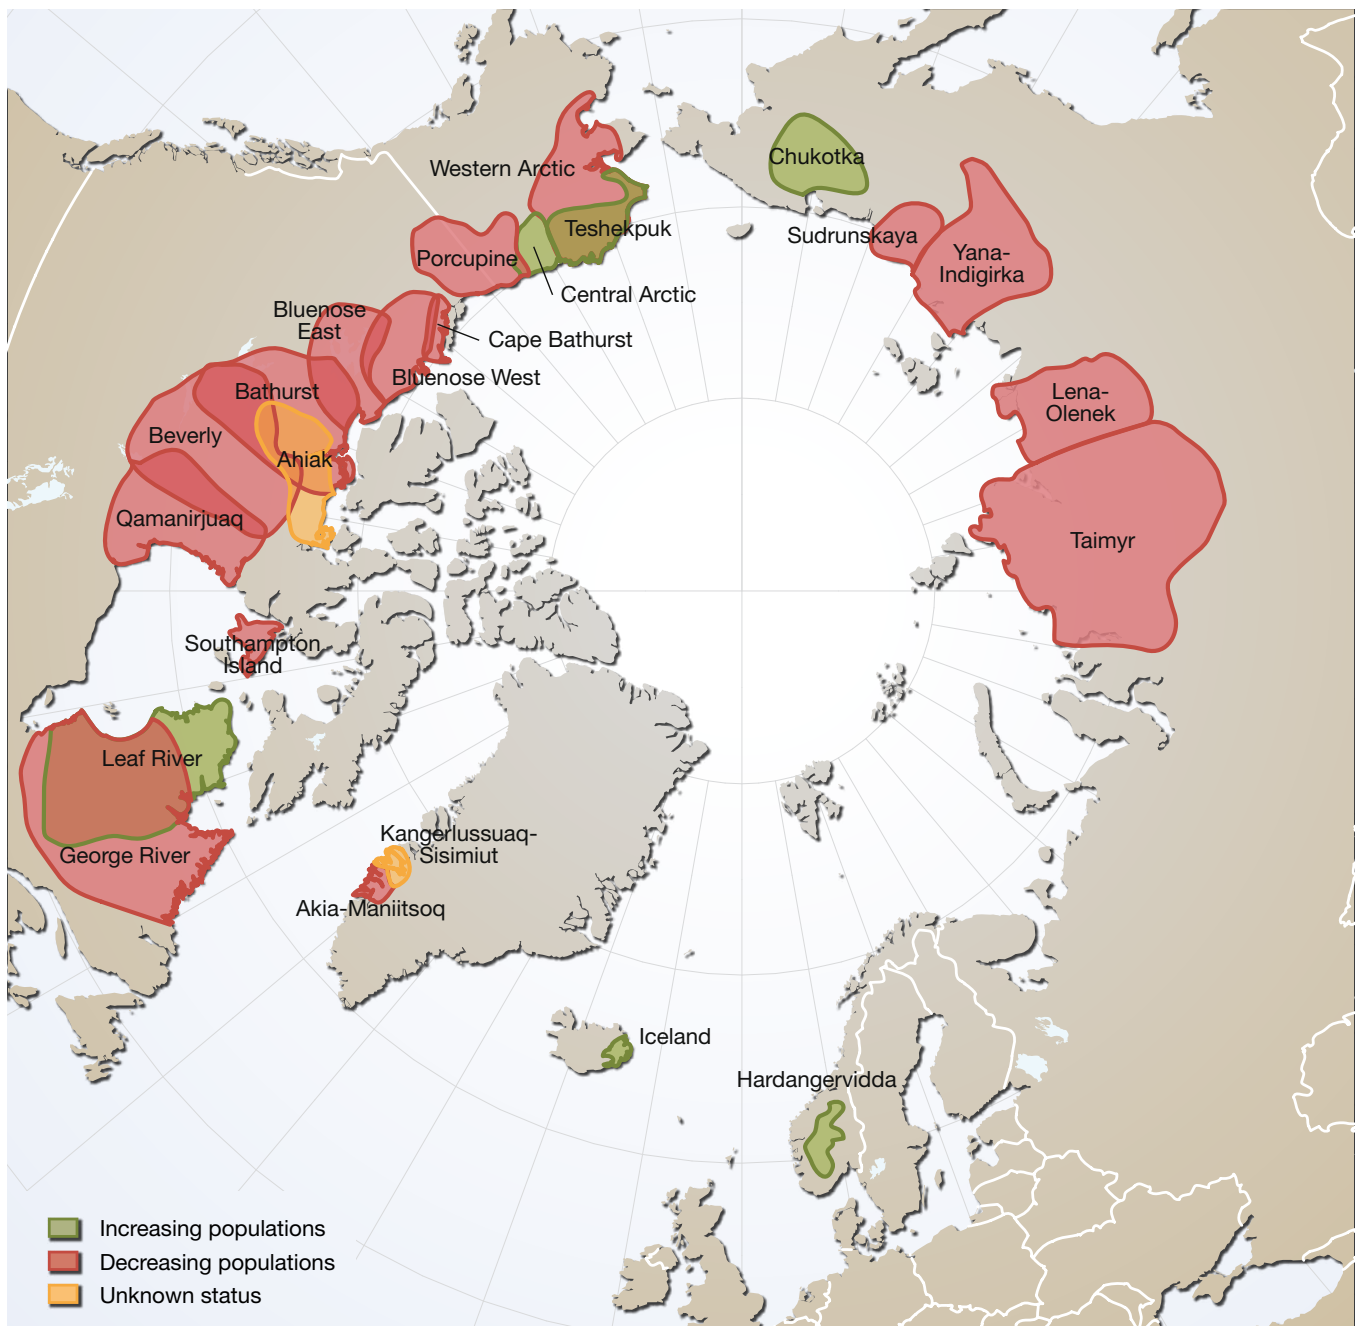 Chukotka
Western Arctic
Teshekpuk
Sudrunskaya
Porcupine
Yana-
Indigirka
Central Arctic
Bluenose
East
Cape Bathurst
Bluenose West
Bathurst
Lena-
Olenek
Beverly
Ahiak
Qamanirjuaq
Taimyr
Southampton
Island
Leaf River
Kangerlussuaq-
Sisimiut
George River
Akia-Maniitsoq
Iceland
Hardangervidda
Increasing populations
Decreasing populations
Unknown status